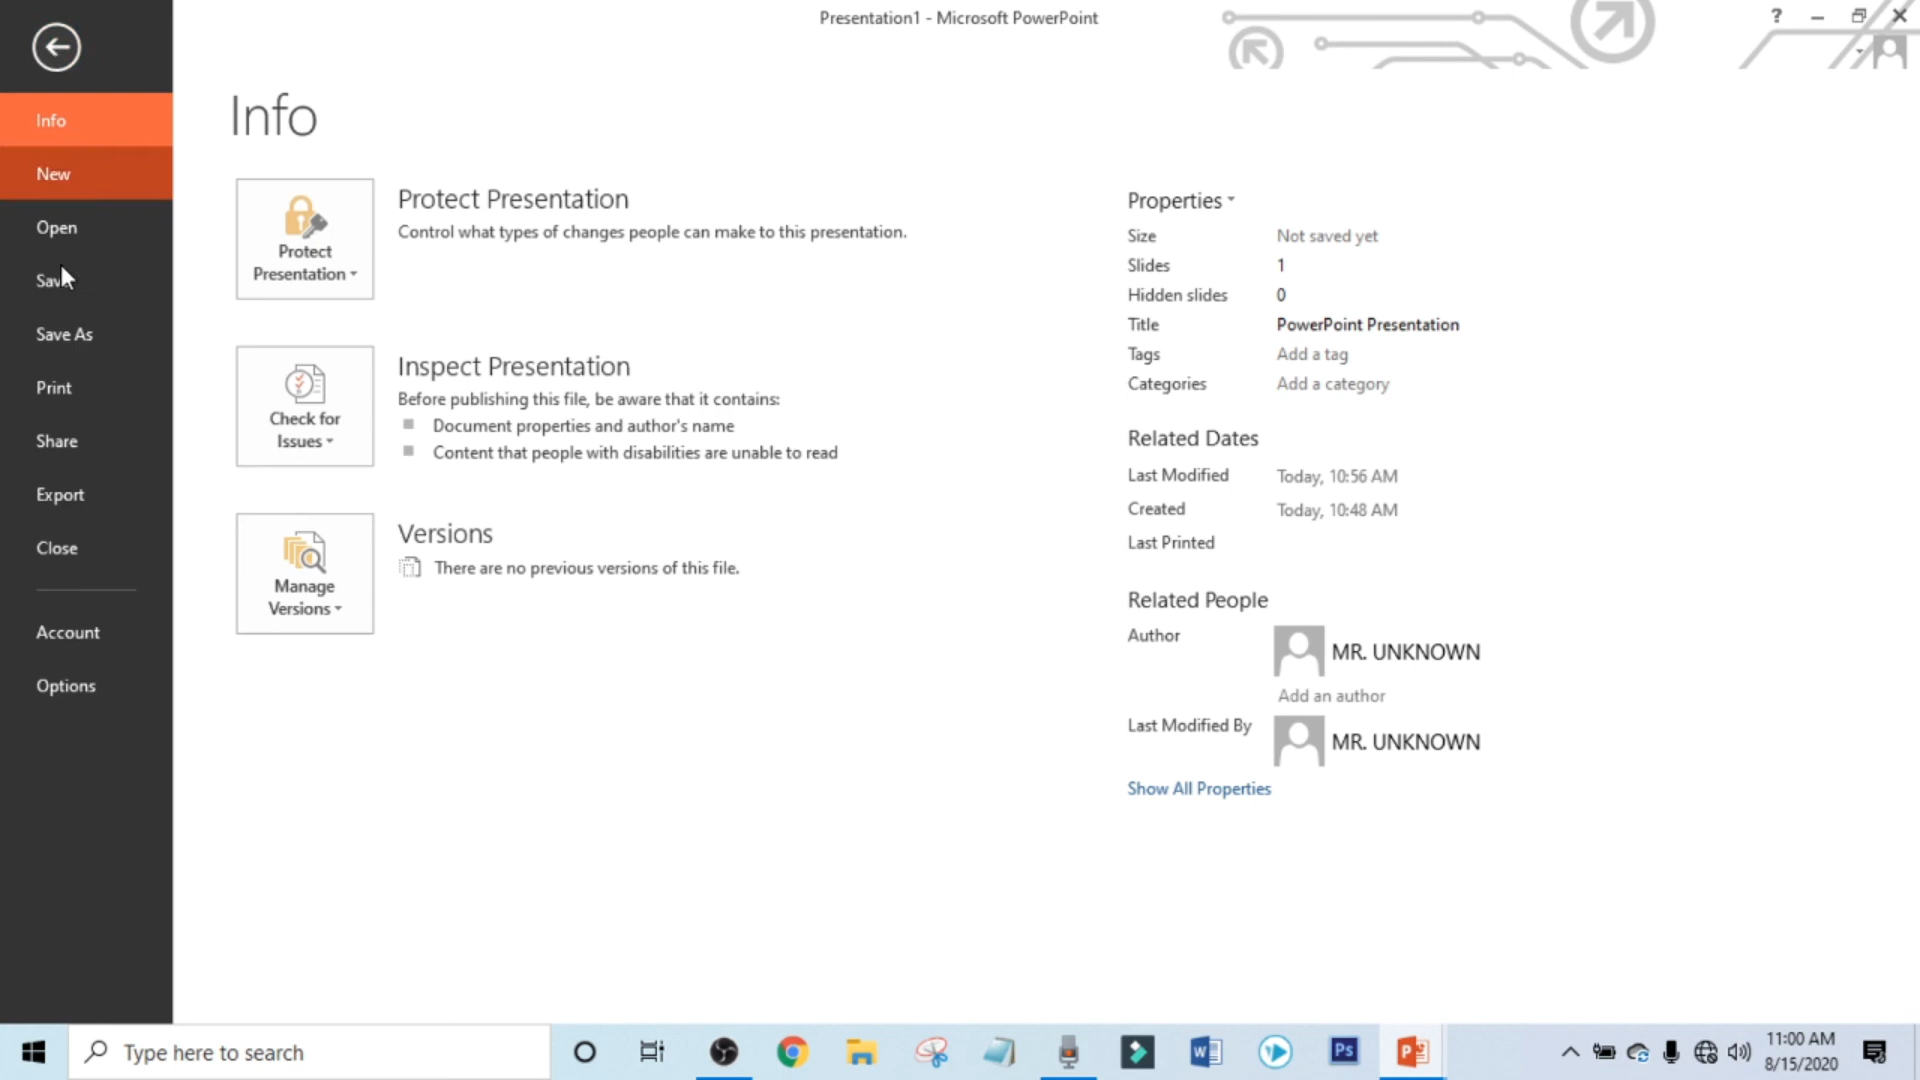 Presentation1 - Microsoft PowerPoint
?
Info
New
Open
Save
Save As
Print
Share
Export
Close
Account
Options
Info
Protect
Presentation
Protect Presentation
Control what types of changes people can make to this presentation.
Check for
Issues
Inspect Presentation
Before publishing this file, be aware that it contains:
Document properties and author's name
Content that people with disabilities are unable to read
Manage
Versions
Versions
There are no previous versions of this file.
Properties
Size Not saved yet
Slides 1
Hidden slides 0
Title PowerPoint Presentation
Tags Add a tag
Categories Add a category
Related Dates
Last Modified Today, 10:56 AM
Created Today, 10:48 AM
Last Printed
Related People
Author MR. UNKNOWN
Add an author
Last Modified By MR. UNKNOWN
Show All Properties
Type here to search
W
Ps
P
11:00 AM
8/15/2020